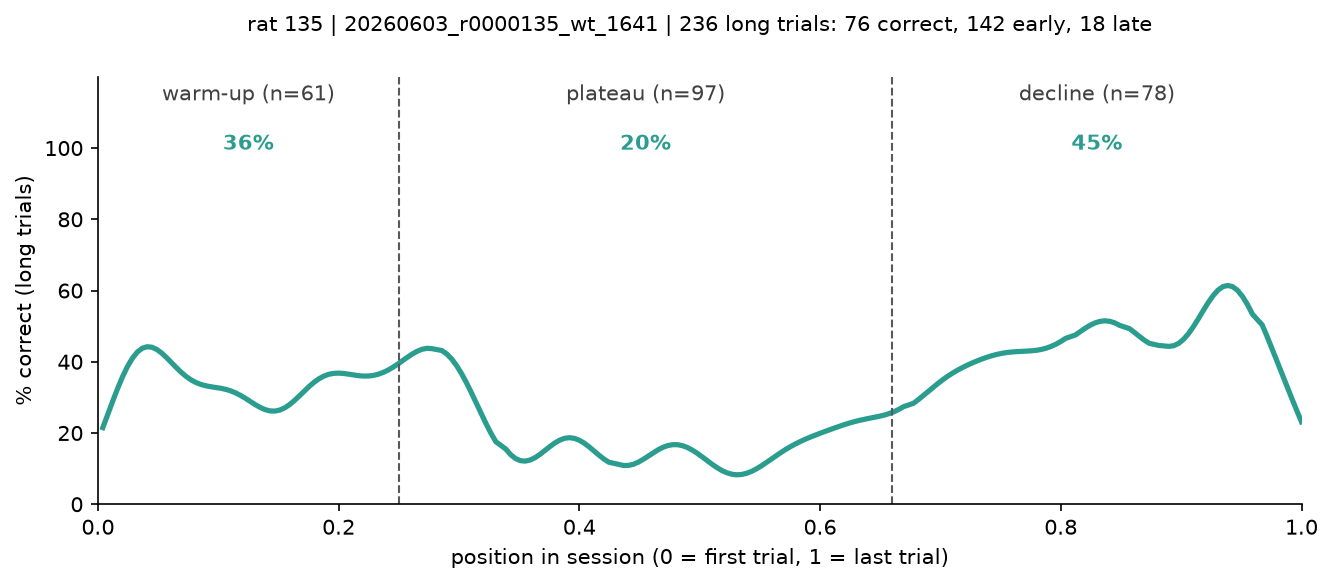 rat 135 | 20260603_r0000135_wt_1641 | 236 long trials: 76 correct, 142 early, 18 late
warm-up (n=61)
plateau (n=97)
decline (n=78)
36%
20%
45%
% correct (long trials)
100
80
60
40
20
0
0.0
0.2
0.4
0.6
0.8
1.0
position in session (0 = first trial, 1 = last trial)